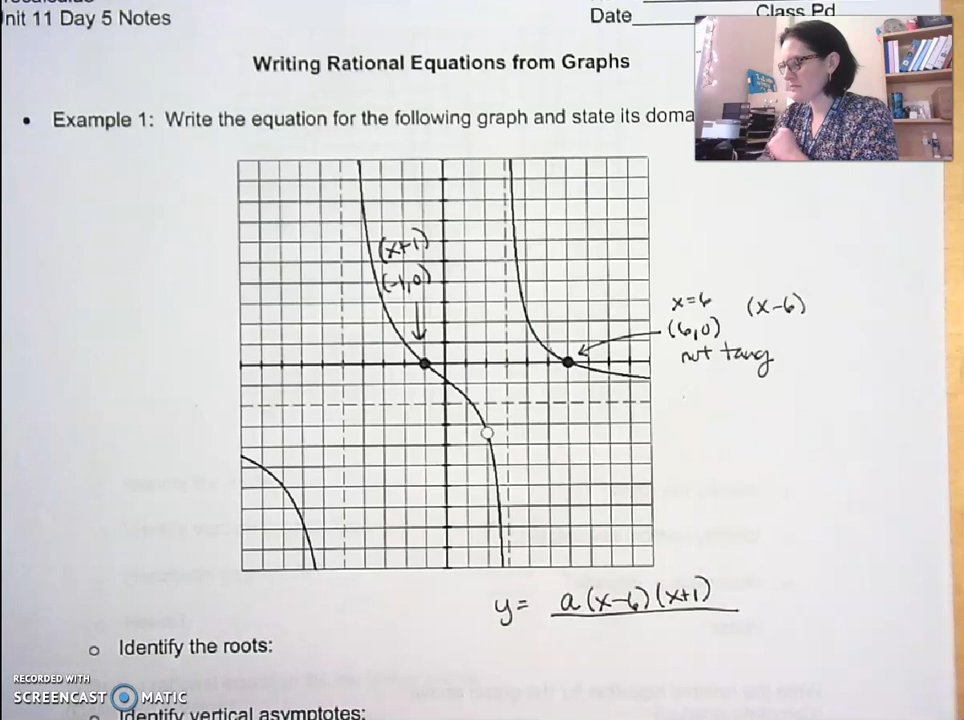 nit 11 Day 5 Notes
Date
Class Pd
Writing Rational Equations from Graphs
• Example 1: Write the equation for the following graph and state its doma
(x+1)
(-1,0)
x=6 (x-6)
(6,0)
not tang
y= a(x-6)(x+1)
o Identify the roots:
RECORDED WITH
SCREENCAST MATIC
Identify vertical asymptotes: